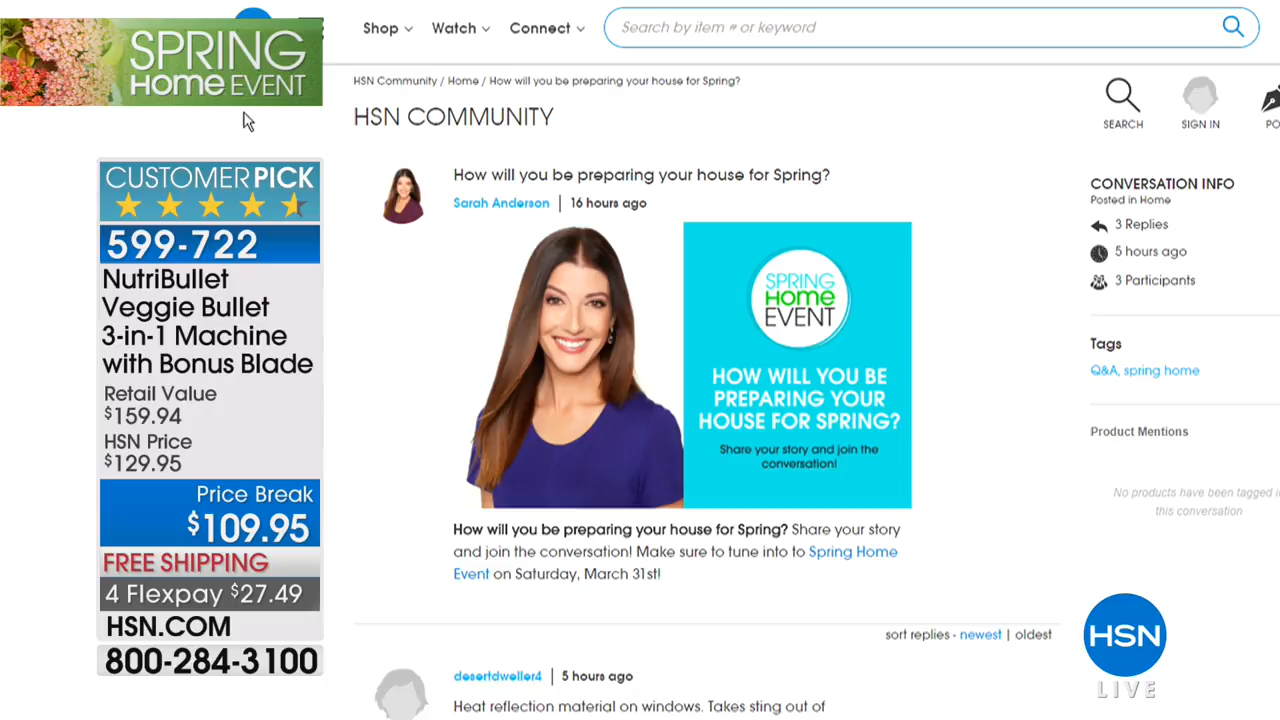 SPRING
Home EVENT
Shop
Watch
Connect
Search by item # or keyword
HSN Community / Home / How will you be preparing your house for Spring?
HSN COMMUNITY
SEARCH
SIGN IN
PO
CUSTOMER PICK
599-722
NutriBullet
Veggie Bullet
3-in-1 Machine
with Bonus Blade
Retail Value
$159.94
HSN Price
$129.95
Price Break
$109.95
FREE SHIPPING
4 Flexpay $27.49
HSN.COM
800-284-3100
How will you be preparing your house for Spring?
Sarah Anderson | 16 hours ago
SPRING
Home
EVENT
HOW WILL YOU BE
PREPARING YOUR
HOUSE FOR SPRING?
Share your story and join the
conversation!
How will you be preparing your house for Spring? Share your story
and join the conversation! Make sure to tune into to Spring Home
Event on Saturday, March 31st!
sort replies - newest | oldest
desertdweller4 | 5 hours ago
Heat reflection material on windows. Takes sting out of
CONVERSATION INFO
Posted in Home
3 Replies
5 hours ago
3 Participants
Tags
Q&A, spring home
Product Mentions
No products have been tagged i
this conversation
HSN
LIVE